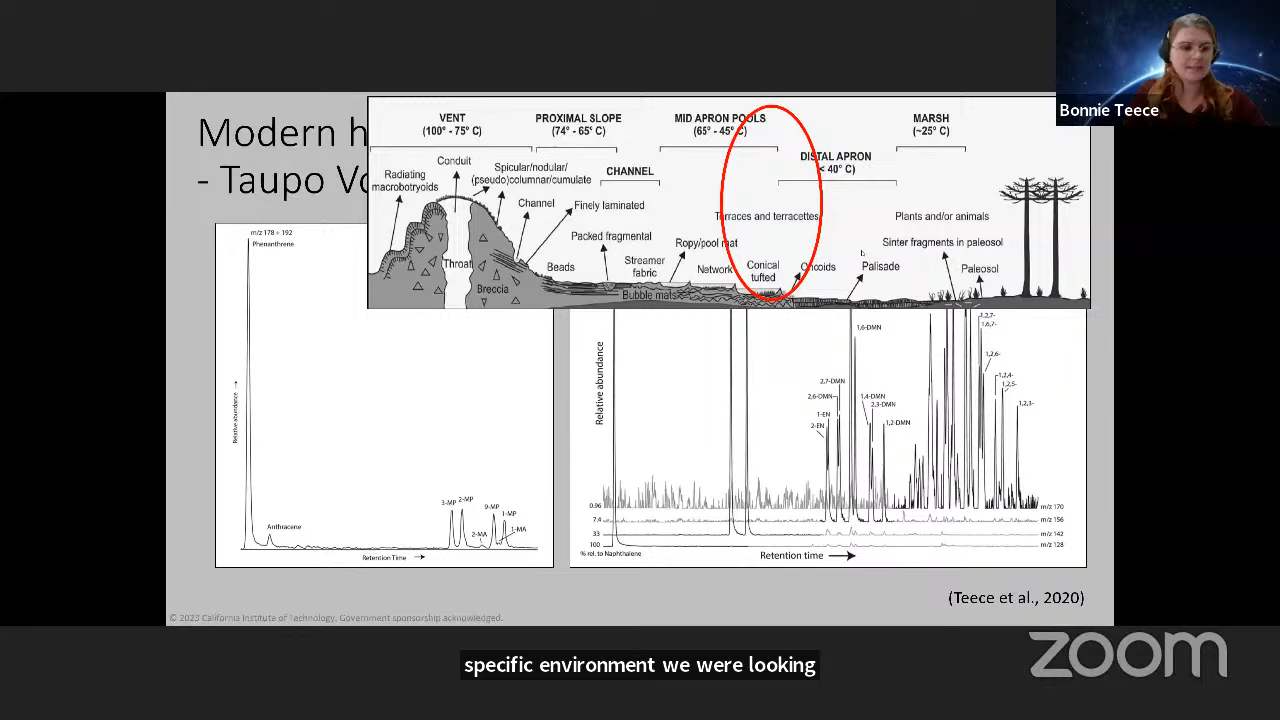 Bonnie Teece
Modern h
- Taupo Vo
VENT
(100° - 75° C)
PROXIMAL SLOPE
(74° - 65° C)
MID APRON POOLS
(65° - 45° C)
MARSH
(~25° C)
DISTAL APRON
< 40° C)
CHANNEL
Conduit
Radiating
macrobotryoids
Spicular/nodular/
(pseudo)columnar/cumulate
Channel
Finely laminated
Terraces and terracettes
Plants and/or animals
Packed fragmental
Ropy/pool mat
Sinter fragments in paleosol
Throat
Beads
Streamer
fabric
Network
Conical
tufted
Oncoids
Palisade
Paleosol
Breccia
Bubble mats
m/z 178 + 192
Phenanthrene
Relative abundance
Anthracene
3-MP
2-MP
9-MP
1-MP
2-MA
1-MA
Retention Time
Relative abundance
1,6-DMN
2,7-DMN
2,6-DMN
1,4-DMN
2,3-DMN
1-EN
2-EN
1,2-DMN
1,2,7-
1,6,7-
1,2,6-
1,2,4-
1,2,5-
1,2,3-
0.96
m/z 170
7.4
m/z 156
33
m/z 142
100
m/z 128
% rel. to Naphthalene
Retention time
(Teece et al., 2020)
© 2023 California Institute of Technology. Government sponsorship acknowledged.
specific environment we were looking
zoom